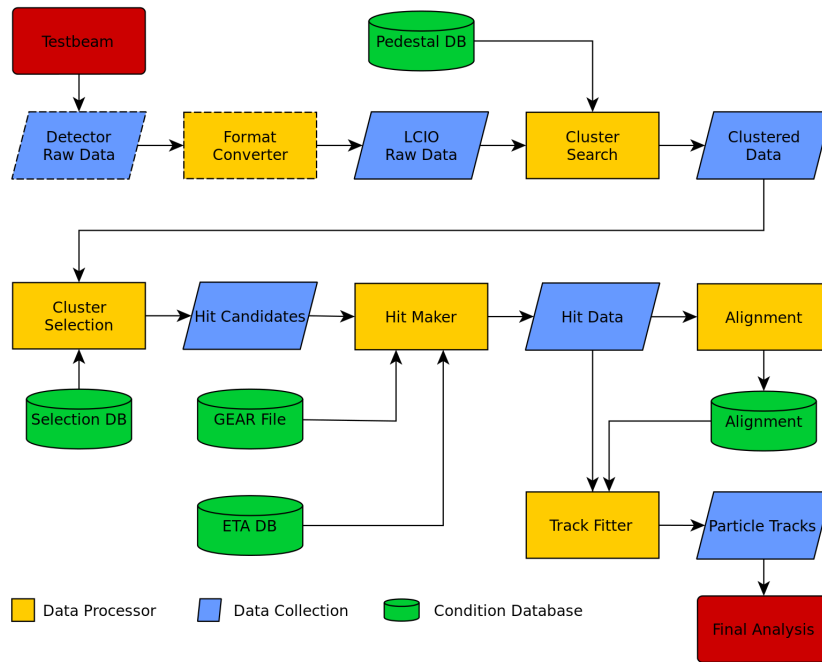 Testbeam
Pedestal DB
Detector
Raw Data
Format
Converter
LCIO
Raw Data
Cluster
Search
Clustered
Data
Cluster
Selection
Hit Candidates
Hit Maker
Hit Data
Alignment
Selection DB
GEAR File
Alignment
ETA DB
Track Fitter
Particle Tracks
Data Processor
Data Collection
Condition Database
Final Analysis